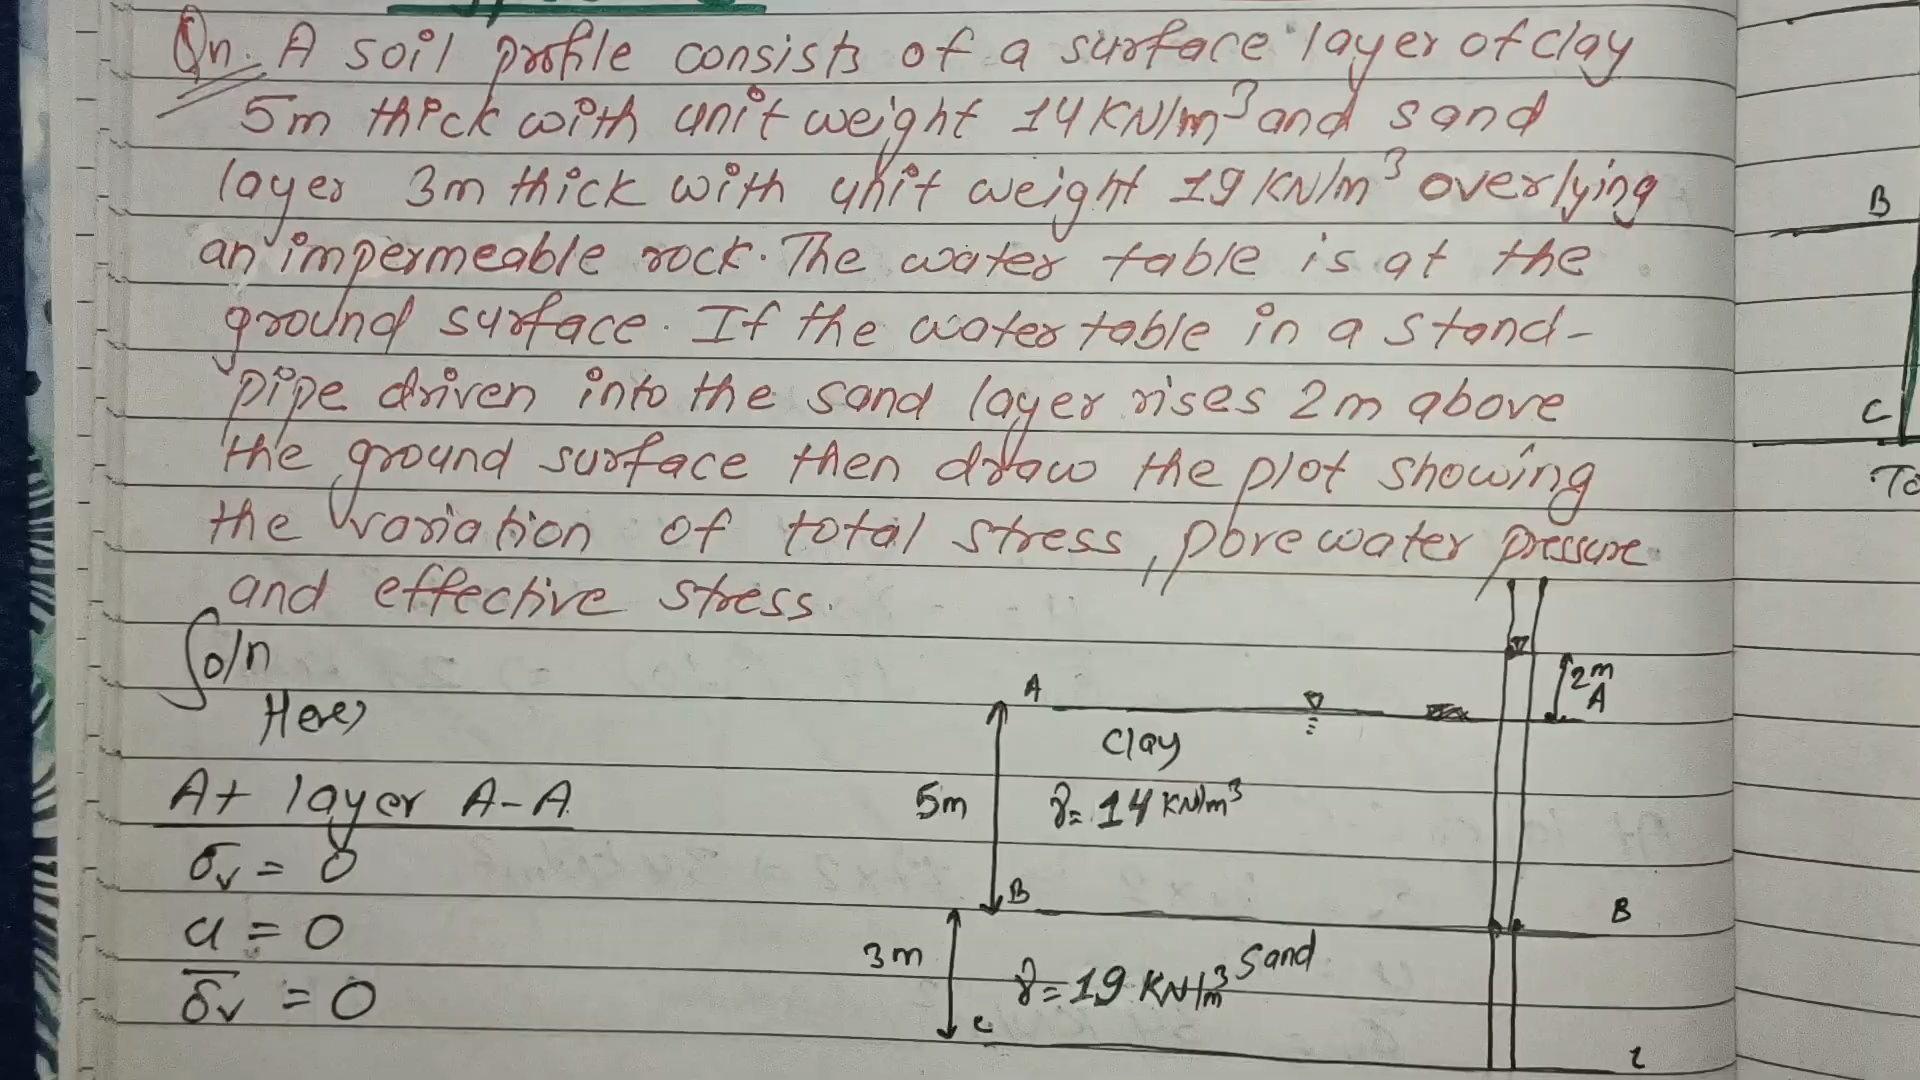 Qn. A soil profile consists of a surface layer of clay
5m thick with unit weight 14 KN/m³ and sand
layer 3m thick with unit weight 19 KN/m³ overlying
an impermeable rock. The water table is at the
ground surface. If the water table in a stand-
pipe driven into the sand layer rises 2m above
the ground surface then draw the plot showing
the variation of total stress, pore water pressure
and effective stress.
Soln
Here,
At layer A-A
σv = 0
u = 0
σ̅v = 0
A
2m
A
Clay
5m
γ= 14 KN/m³
B
B
3m
γ= 19 KN/m³ Sand
C
B
C
To